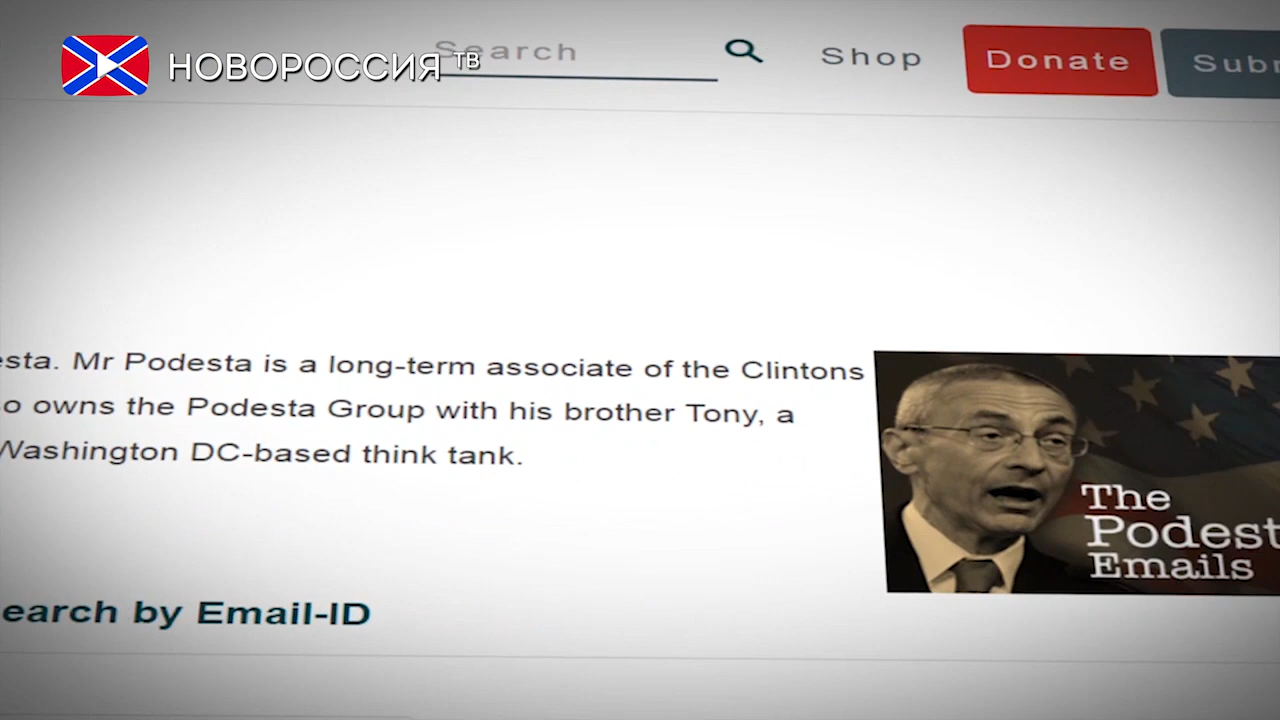 НОВОРОССИЯ ТВ
Search
Shop
Donate
esta. Mr Podesta is a long-term associate of the Clintons
so owns the Podesta Group with his brother Tony, a
Washington DC-based think tank.
The
Podest
Emails
earch by Email-ID